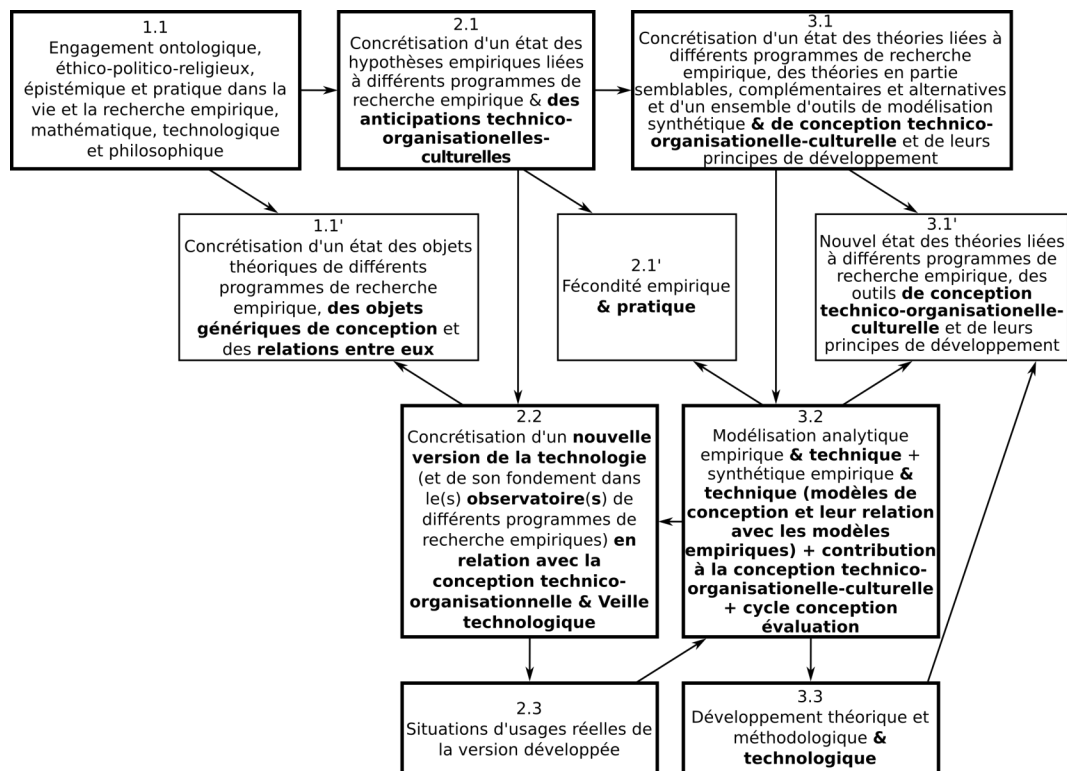 1.1
Engagement ontologique,
éthico-politico-religieux,
épistémique et pratique dans la
vie et la recherche empirique,
mathématique, technologique
et philosophique
2.1
Concrétisation d'un état des
hypothèses empiriques liées
à différents programmes de
recherche empirique & des
anticipations technico-
organisationelles-
culturelles
3.1
Concrétisation d'un état des théories liées à
différents programmes de recherche
empirique, des théories en partie
semblables, complémentaires et alternatives
et d'un ensemble d'outils de modélisation
synthétique & de conception technico-
organisationelle-culturelle et de leurs
principes de développement
1.1'
Concrétisation d'un état des objets
théoriques de différents
programmes de recherche
empirique, des objets
génériques de conception et
des relations entre eux
2.1'
Fécondité empirique
& pratique
3.1'
Nouvel état des théories liées
à différents programmes de
recherche empirique, des
outils de conception
technico-organisationelle-
culturelle et de leurs
principes de développement
2.2
Concrétisation d'un nouvelle
version de la technologie
(et de son fondement dans
le(s) observatoire(s) de
différents programmes de
recherche empiriques) en
relation avec la
conception technico-
organisationnelle & Veille
technologique
3.2
Modélisation analytique
empirique & technique +
synthétique empirique &
technique (modèles de
conception et leur relation
avec les modèles
empiriques) + contribution
à la conception technico-
organisationelle-culturelle
+ cycle conception
évaluation
2.3
Situations d'usages réelles de
la version développée
3.3
Développement théorique et
méthodologique &
technologique